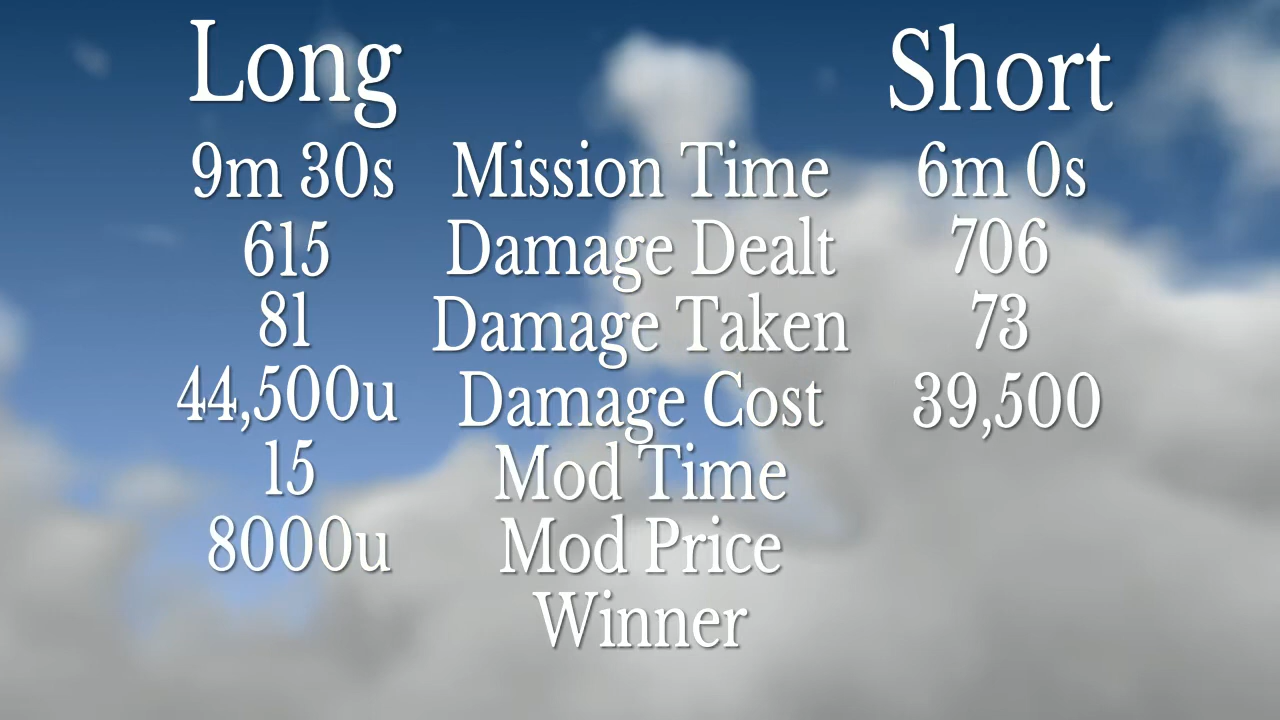 Long Short
9m 30s Mission Time 6m 0s
615 Damage Dealt 706
81 Damage Taken 73
44,500u Damage Cost 39,500
15 Mod Time
8000u Mod Price
Winner